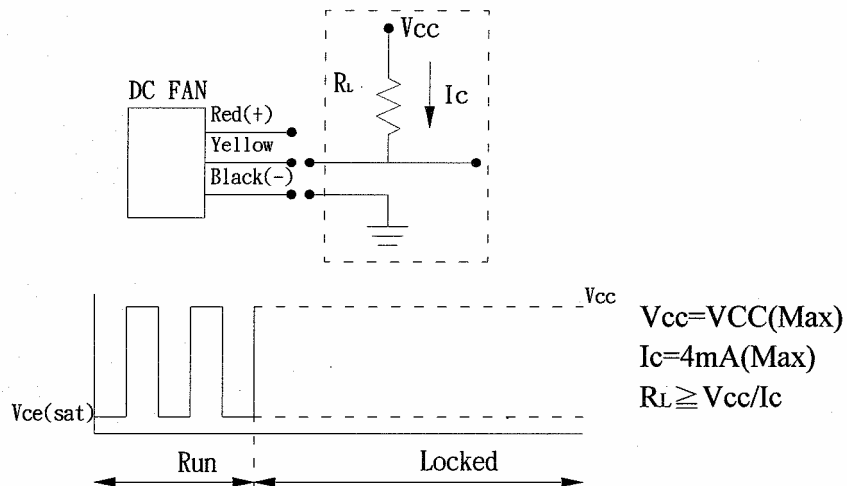 Vcc
RL
Ic
DC FAN
Red(+)
Yellow
Black(-)
Vcc
Vce(sat)
Run
Locked
Vcc=VCC(Max)
Ic=4mA(Max)
RL≧Vcc/Ic